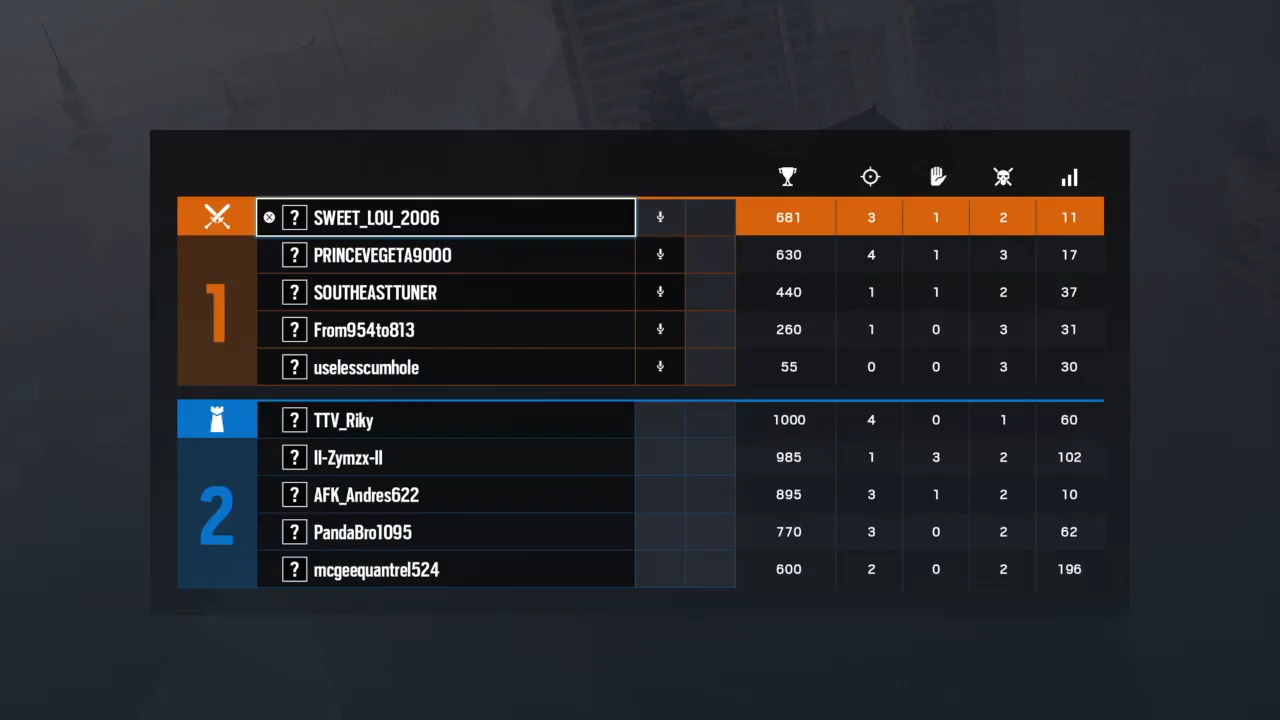 ? SWEET_LOU_2006 681 3 1 2 11
? PRINCEVEGETA9000 630 4 1 3 17
1
? SOUTHEASTTUNER 440 1 1 2 37
? From954to813 260 1 0 3 31
? uselesscumhole 55 0 0 3 30
? TTV_Riky 1000 4 0 1 60
? II-Zymzx-II 985 1 3 2 102
? AFK_Andres622 895 3 1 2 10
2
? PandaBro1095 770 3 0 2 62
? mcgeequantrel524 600 2 0 2 196